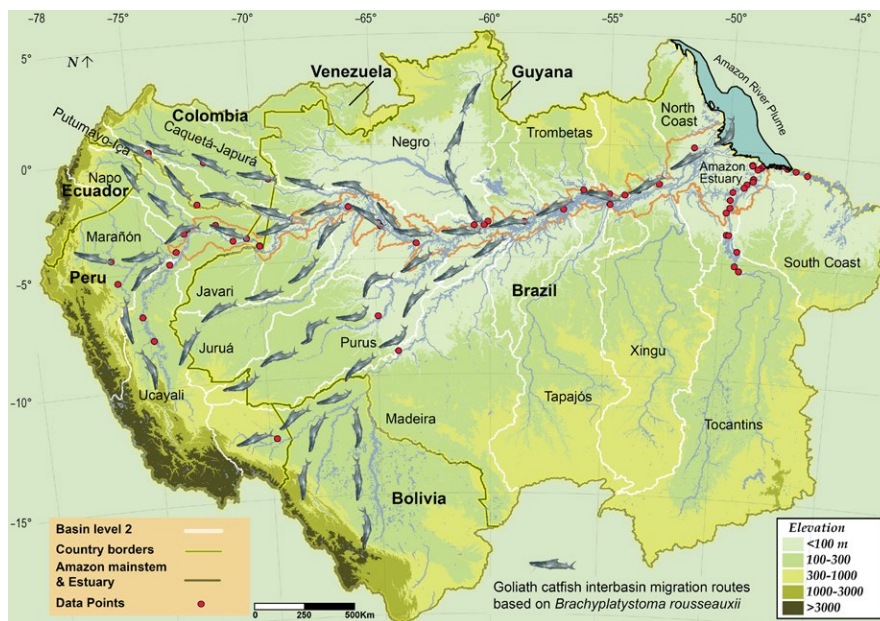 -78 -75 -70 -65 -60 -55 -50 -45°
5°
0°
-5°
-10°
-15°
N ↑
Venezuela
Guyana
Colombia
Amazon River Plume
North
Coast
Putumayo-Iça
Caquetá-Japurá
Negro
Trombetas
Napo
Ecuador
Amazon
Estuary
Marañón
Peru
Javari
Brazil
South Coast
Juruá
Purus
Xingu
Ucayali
Madeira
Tapajós
Tocantins
Bolivia
Basin level 2
Country borders
Amazon mainstem
& Estuary
Data Points
0 250 500Km
Goliath catfish interbasin migration routes
based on Brachyplatystoma rousseauxii
Elevation
<100 m
100-300
300-1000
1000-3000
>3000